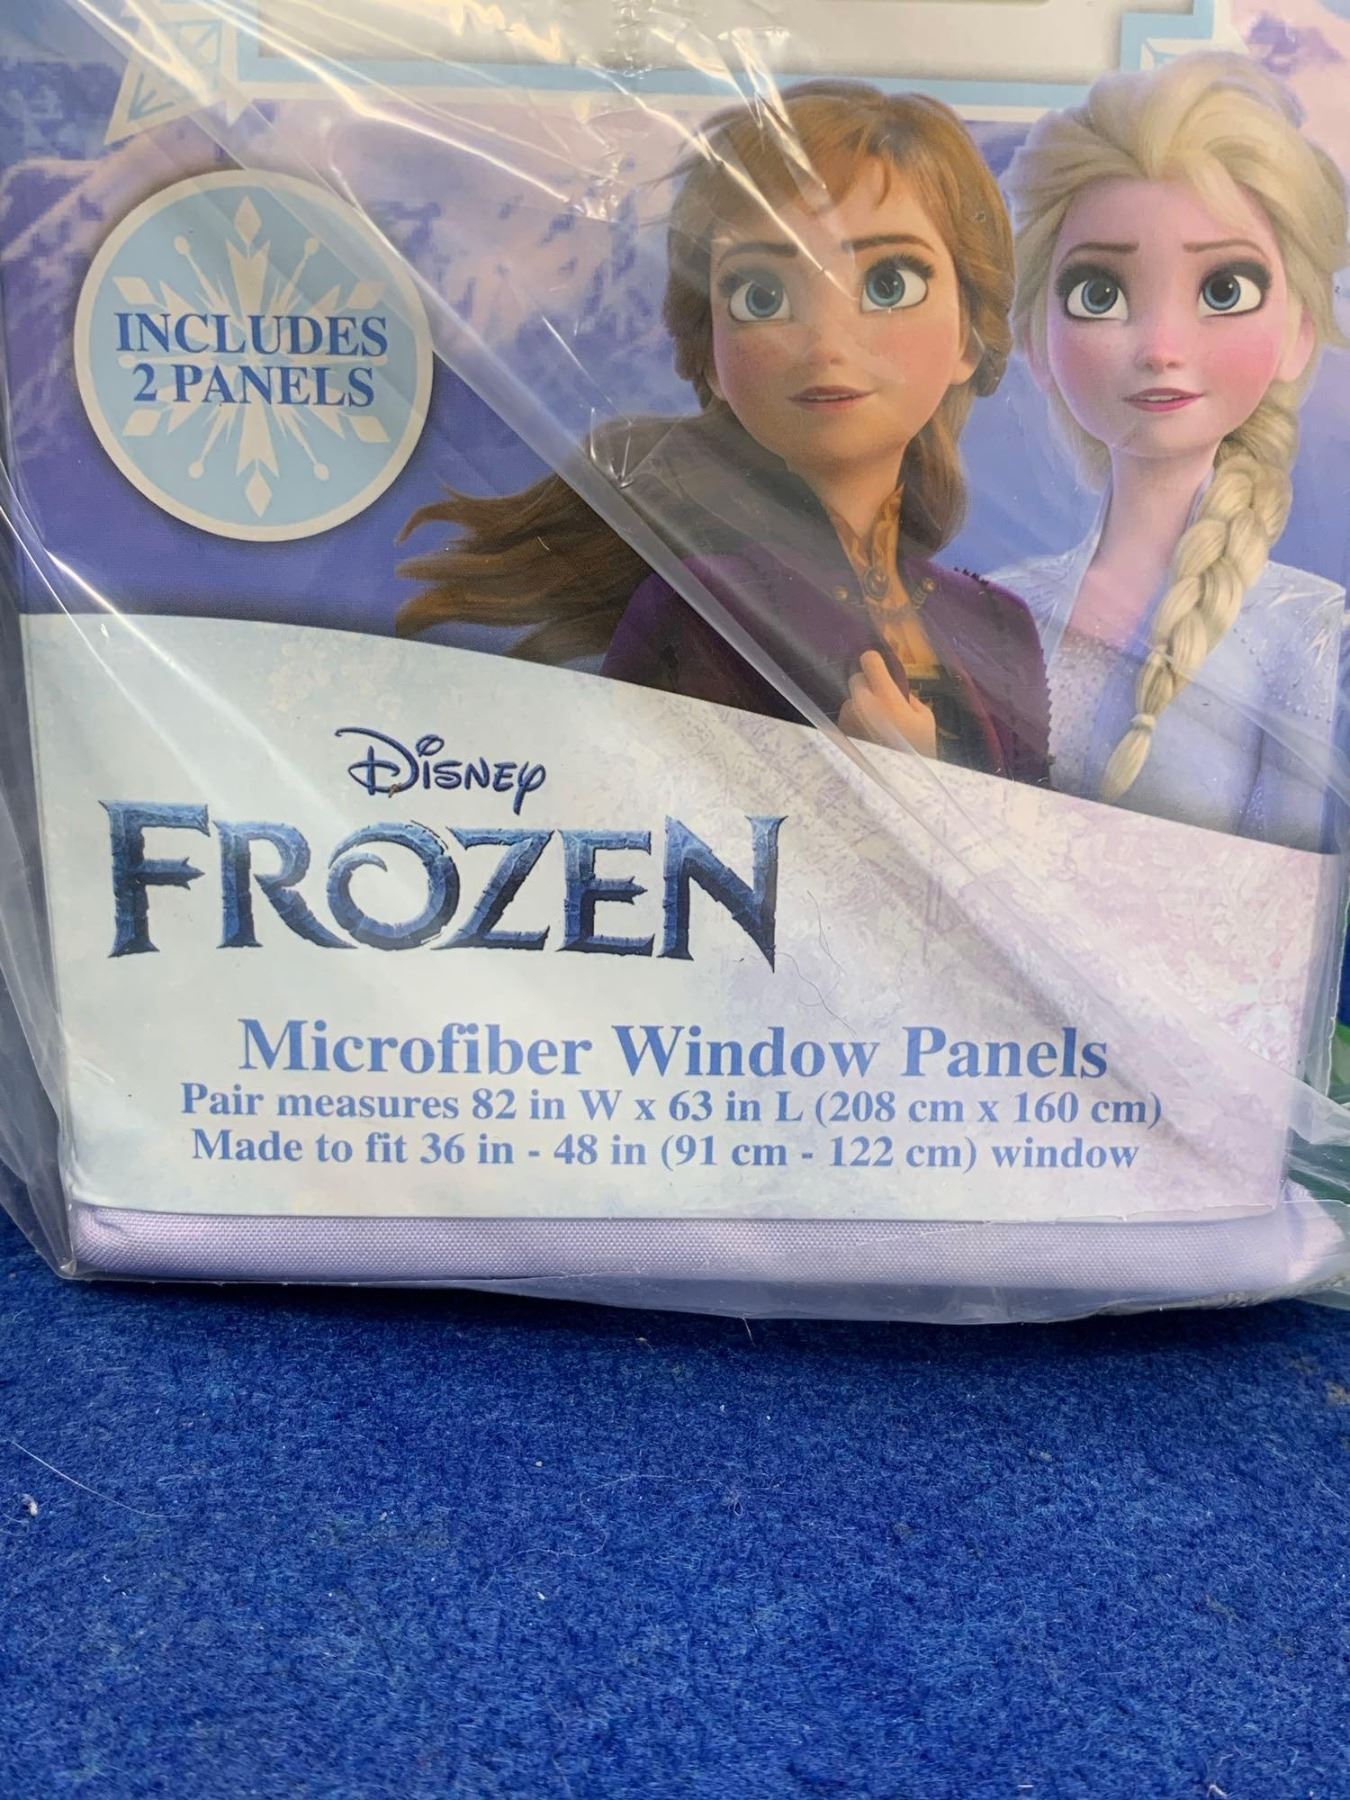 INCLUDES
2 PANELS
Disney
FROZEN
Microfiber Window Panels
Pair measures 82 in W x 63 in L (208 cm x 160 cm)
Made to fit 36 in - 48 in (91 cm - 122 cm) window